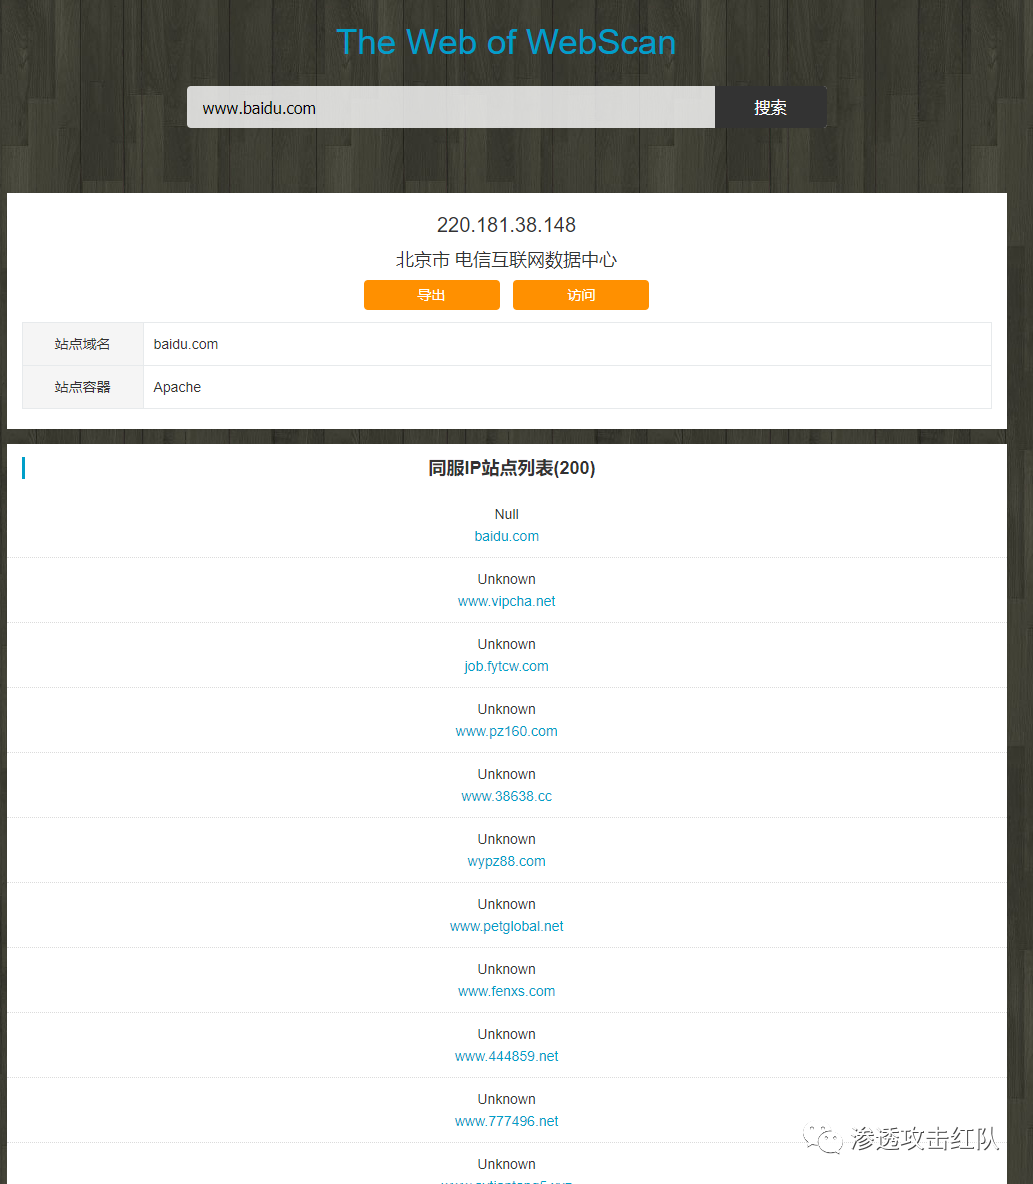 The Web of WebScan
www.baidu.com 搜索
220.181.38.148
北京市 电信互联网数据中心
导出 访问
站点域名 baidu.com
站点容器 Apache
同服IP站点列表(200)
Null
baidu.com
Unknown
www.vipcha.net
Unknown
job.fytcw.com
Unknown
www.pz160.com
Unknown
www.38638.cc
Unknown
wypz88.com
Unknown
www.petglobal.net
Unknown
www.fenxs.com
Unknown
www.444859.net
Unknown
www.777496.net
渗透攻击红队
Unknown